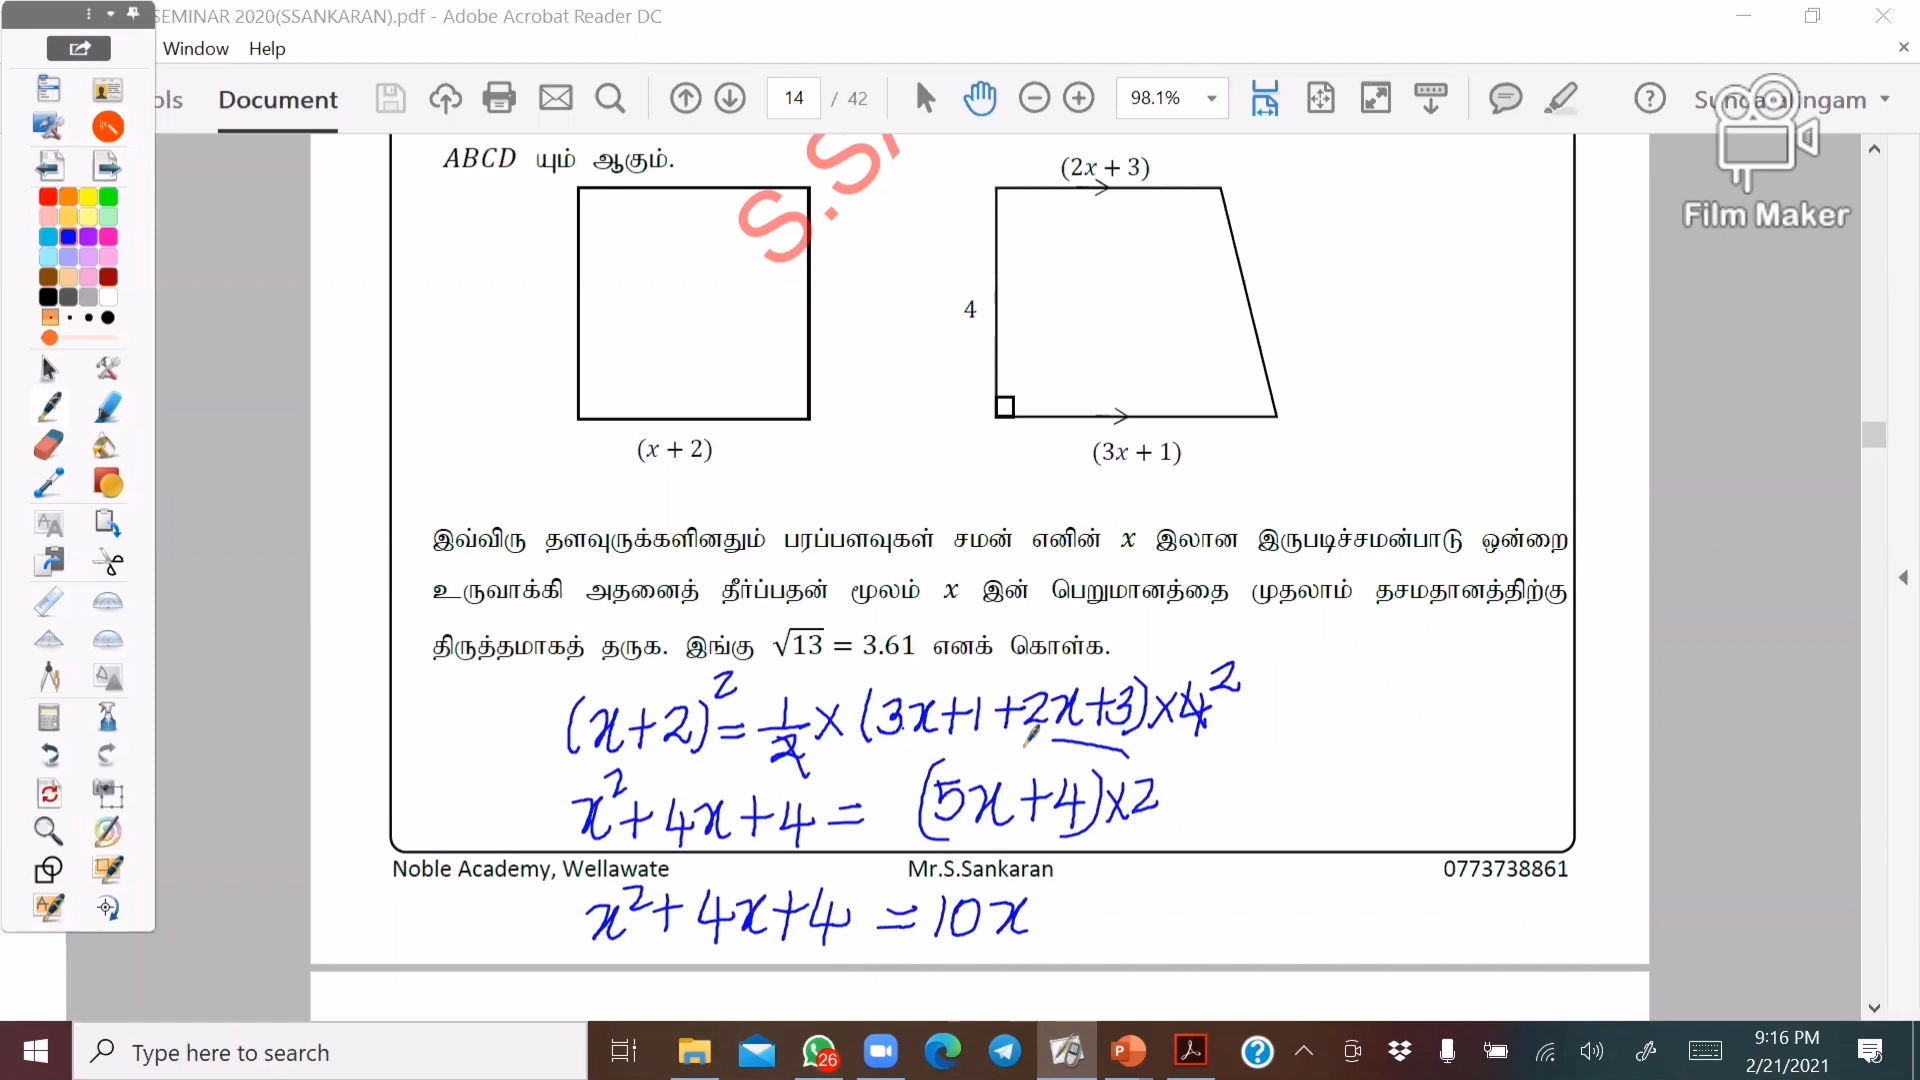 SEMINAR 2020(SSANKARAN).pdf - Adobe Acrobat Reader DC
Window Help
ols Document 14 / 42 98.1%
Film Maker
ABCD யும் ஆகும்.
S.S
(2x + 3)
4
(x + 2)
(3x + 1)
இவ்விரு தளவுருக்களினதும் பரப்பளவுகள் சமன் எனின் x இலான இருபடிச்சமன்பாடு ஒன்றை
உருவாக்கி அதனைத் தீர்ப்பதன் மூலம் x இன் பெறுமானத்தை முதலாம் தசமதானத்திற்கு
திருத்தமாகத் தருக. இங்கு √13 = 3.61 எனக் கொள்க.
(x+2)² = 1/2 × (3x+1+2x+3)×4 2
x²+4x+4 = (5x+4)×2
Noble Academy, Wellawate Mr.S.Sankaran 0773738861
x²+4x+4 = 10x
Type here to search
26
9:16 PM
2/21/2021